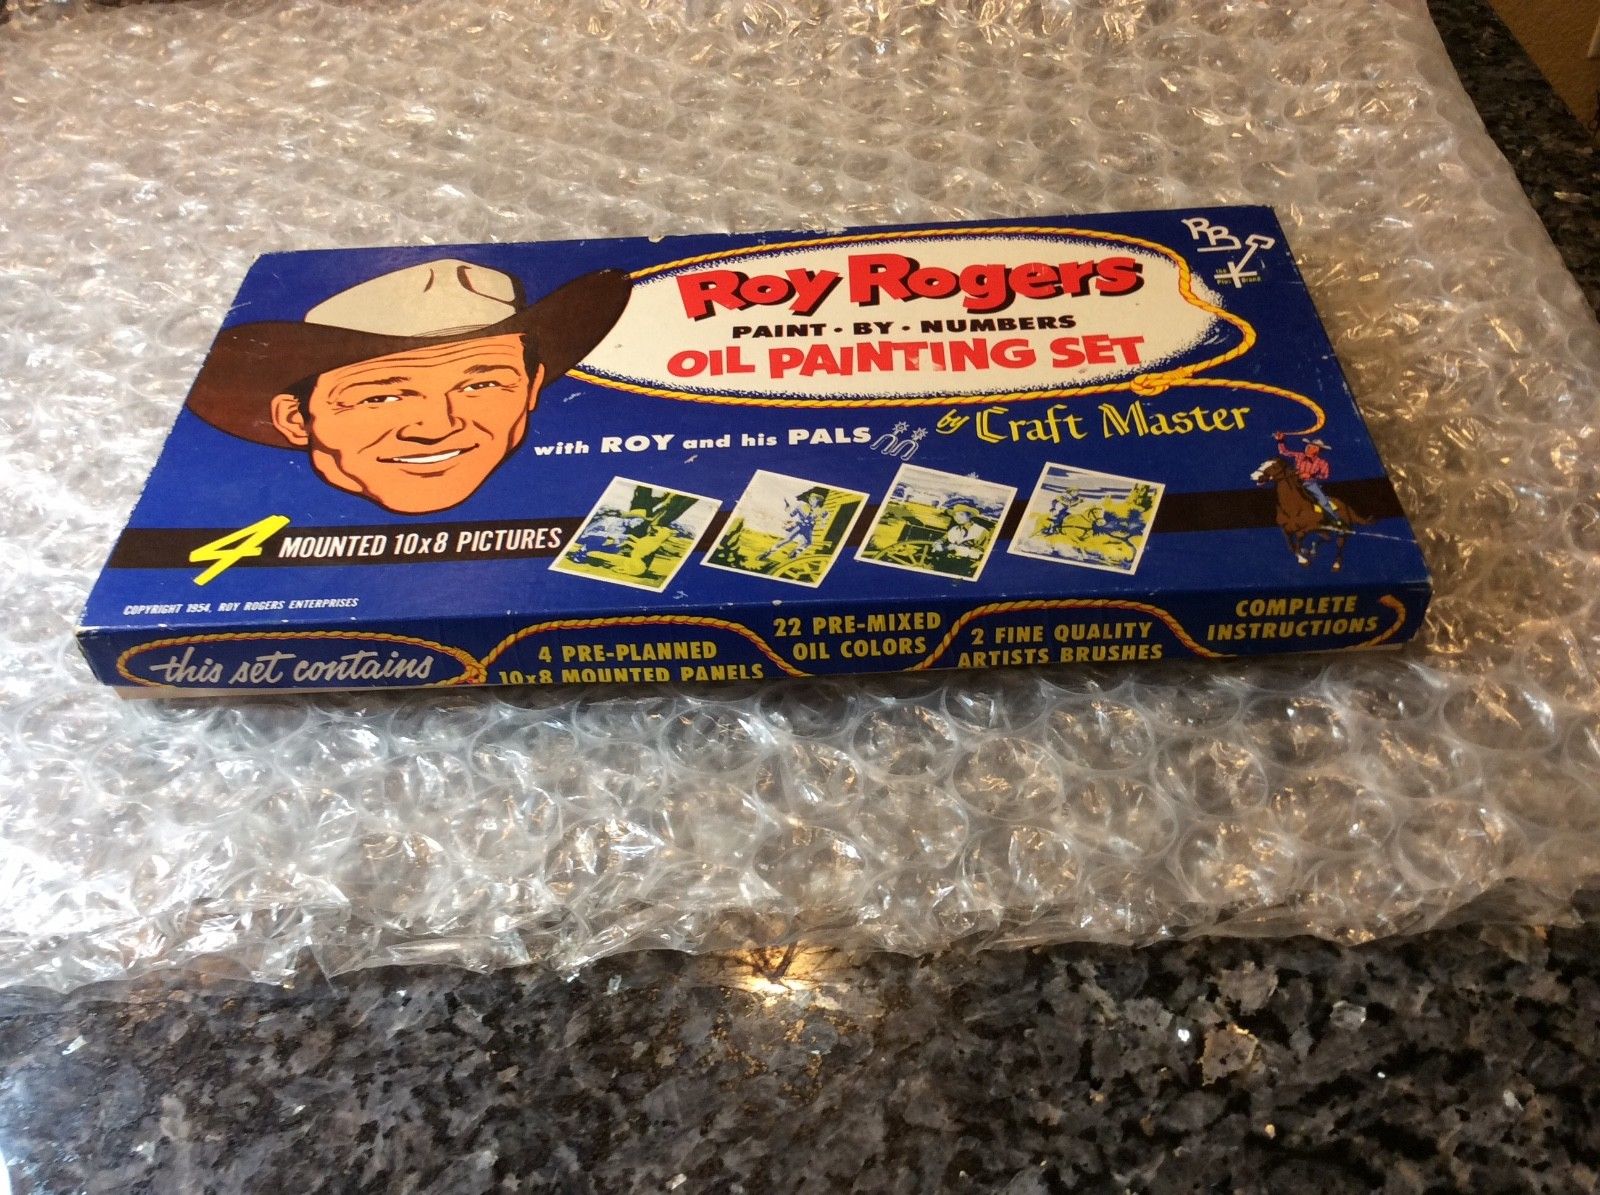 Roy Rogers
PAINT · BY · NUMBERS
OIL PAINTING SET
by Craft Master
with ROY and his PALS
4 MOUNTED 10x8 PICTURES
COPYRIGHT 1954, ROY ROGERS ENTERPRISES
this set contains
4 PRE-PLANNED
10x8 MOUNTED PANELS
22 PRE-MIXED
OIL COLORS
2 FINE QUALITY
ARTISTS BRUSHES
COMPLETE
INSTRUCTIONS